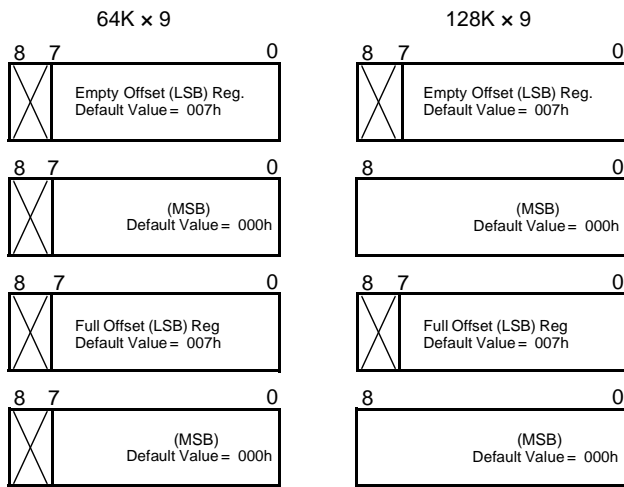 64K × 9
8 7 0
Empty Offset (LSB) Reg.
Default Value = 007h
8 7 0
(MSB)
Default Value = 000h
8 7 0
Full Offset (LSB) Reg
Default Value = 007h
8 7 0
(MSB)
Default Value = 000h
128K × 9
8 7 0
Empty Offset (LSB) Reg.
Default Value = 007h
8 0
(MSB)
Default Value = 000h
8 7 0
Full Offset (LSB) Reg
Default Value = 007h
8 0
(MSB)
Default Value = 000h